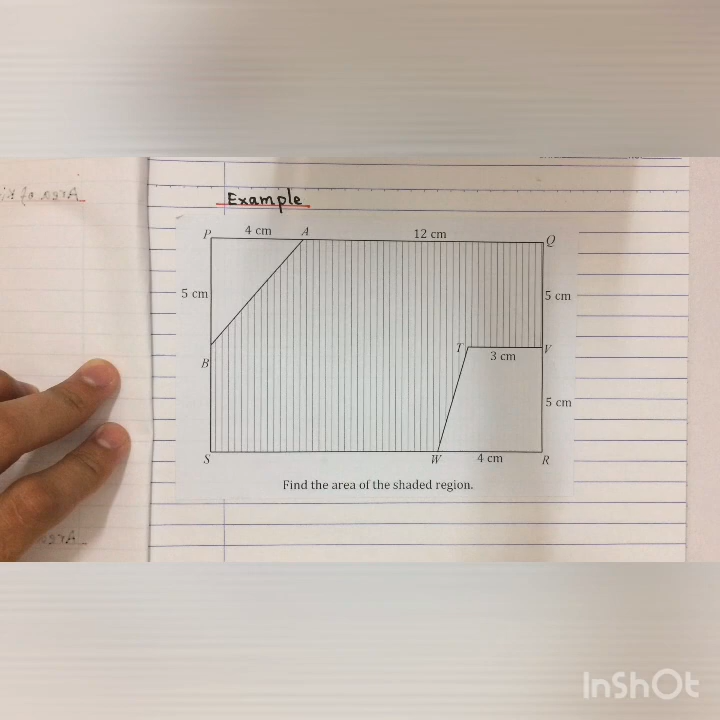 Example
P 4 cm A 12 cm Q
5 cm 5 cm
B T 3 cm V
5 cm
S W 4 cm R
Find the area of the shaded region.
InShOt